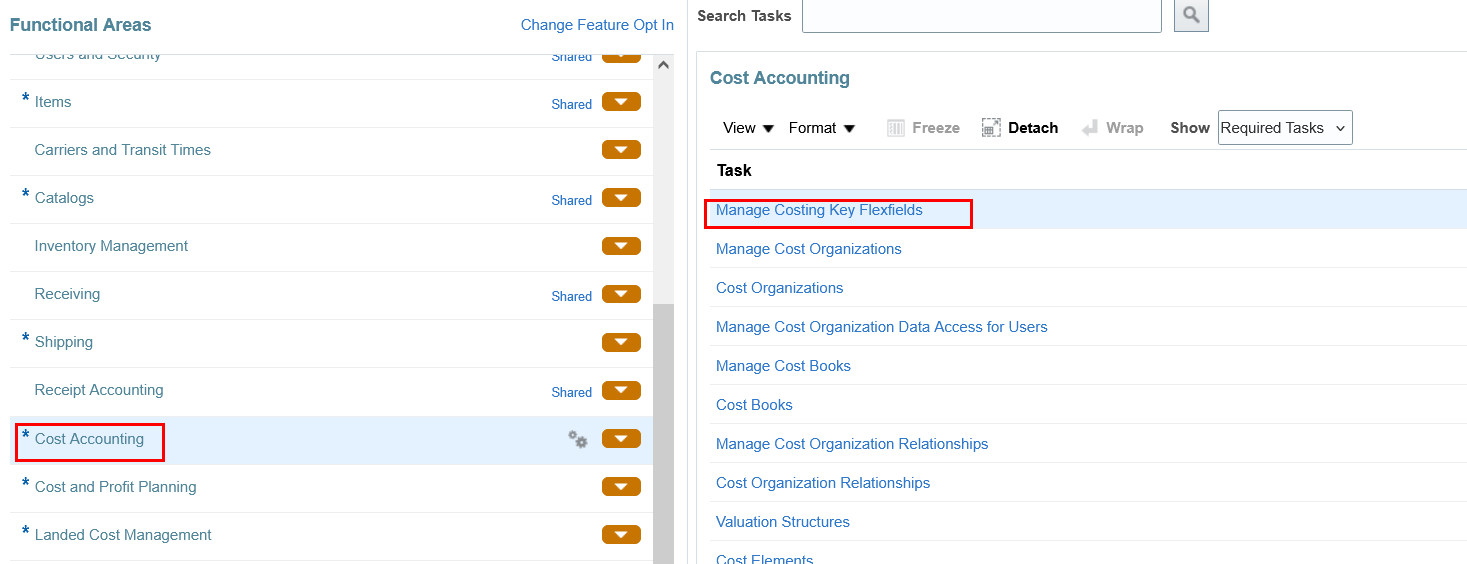 Functional Areas
Change Feature Opt In
Users and Security
Shared
* Items
Shared
Carriers and Transit Times
* Catalogs
Shared
Inventory Management
Receiving
Shared
* Shipping
Receipt Accounting
Shared
* Cost Accounting
* Cost and Profit Planning
* Landed Cost Management
Search Tasks
Cost Accounting
View
Format
Freeze
Detach
Wrap
Show
Required Tasks
Task
Manage Costing Key Flexfields
Manage Cost Organizations
Cost Organizations
Manage Cost Organization Data Access for Users
Manage Cost Books
Cost Books
Manage Cost Organization Relationships
Cost Organization Relationships
Valuation Structures
Cost Elements